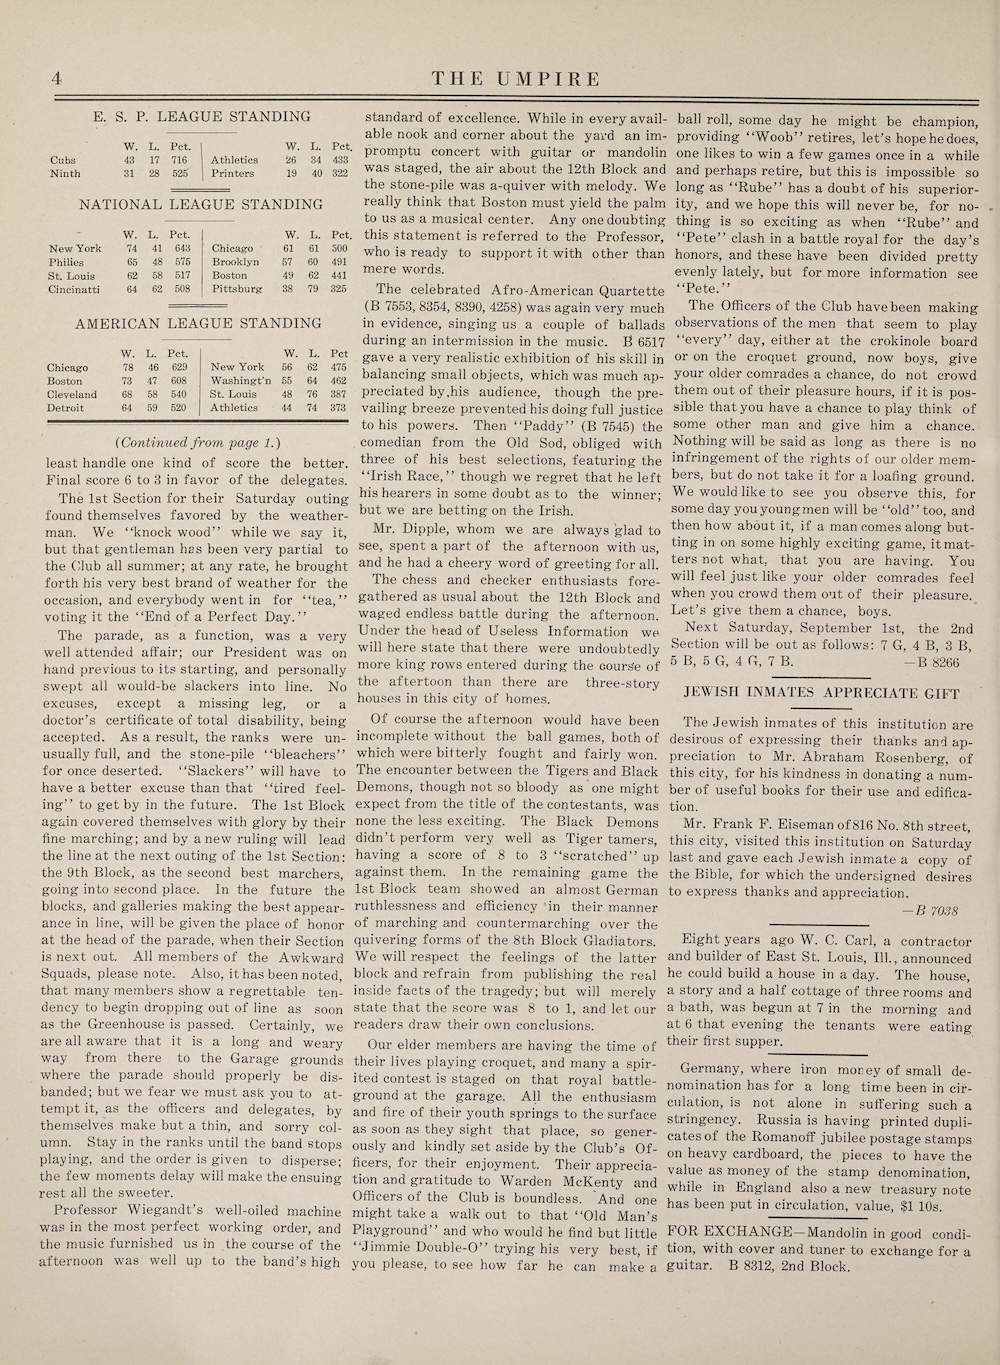 4
THE UMPIRE
E. S. P. LEAGUE STANDING
W. L. Pct. W. L. Pct.
Cubs 43 17 716 Athletics 26 34 433
Ninth 31 28 525 Printers 19 40 322
NATIONAL LEAGUE STANDING
W. L. Pct. W. L. Pct.
New York 74 41 643 Chicago 61 61 500
Philies 65 48 575 Brooklyn 57 60 491
St. Louis 62 58 517 Boston 49 62 441
Cincinatti 64 62 508 Pittsburg 38 79 325
AMERICAN LEAGUE STANDING
W. L. Pct. W. L. Pct
Chicago 78 46 629 New York 56 62 475
Boston 73 47 608 Washingt'n 55 64 462
Cleveland 68 58 540 St. Louis 48 76 387
Detroit 64 59 520 Athletics 44 74 373
(Continued from page 1.)
least handle one kind of score the better.
Final score 6 to 3 in favor of the delegates.
The 1st Section for their Saturday outing
found themselves favored by the weather-
man. We "knock wood" while we say it,
but that gentleman has been very partial to
the Club all summer; at any rate, he brought
forth his very best brand of weather for the
occasion, and everybody went in for "tea,"
voting it the "End of a Perfect Day."
The parade, as a function, was a very
well attended affair; our President was on
hand previous to its starting, and personally
swept all would-be slackers into line. No
excuses, except a missing leg, or a
doctor's certificate of total disability, being
accepted. As a result, the ranks were un-
usually full, and the stone-pile "bleachers"
for once deserted. "Slackers" will have to
have a better excuse than that "tired feel-
ing" to get by in the future. The 1st Block
again covered themselves with glory by their
fine marching; and by a new ruling will lead
the line at the next outing of the 1st Section:
the 9th Block, as the second best marchers,
going into second place. In the future the
blocks, and galleries making the best appear-
ance in line, will be given the place of honor
at the head of the parade, when their Section
is next out. All members of the Awkward
Squads, please note. Also, it has been noted,
that many members show a regrettable ten-
dency to begin dropping out of line as soon
as the Greenhouse is passed. Certainly, we
are all aware that it is a long and weary
way from there to the Garage grounds
where the parade should properly be dis-
banded; but we fear we must ask you to at-
tempt it, as the officers and delegates, by
themselves make but a thin, and sorry col-
umn. Stay in the ranks until the band stops
playing, and the order is given to disperse;
the few moments delay will make the ensuing
rest all the sweeter.
Professor Wiegandt's well-oiled machine
was in the most perfect working order, and
the music furnished us in the course of the
afternoon was well up to the band's high
standard of excellence. While in every avail-
able nook and corner about the yard an im-
promptu concert with guitar or mandolin
was staged, the air about the 12th Block and
the stone-pile was a-quiver with melody. We
really think that Boston must yield the palm
to us as a musical center. Any one doubting
this statement is referred to the Professor,
who is ready to support it with other than
mere words.
The celebrated Afro-American Quartette
(B 7553, 8354, 8390, 4258) was again very much
in evidence, singing us a couple of ballads
during an intermission in the music. B 6517
gave a very realistic exhibition of his skill in
balancing small objects, which was much ap-
preciated by his audience, though the pre-
vailing breeze prevented his doing full justice
to his powers. Then "Paddy" (B 7545) the
comedian from the Old Sod, obliged with
three of his best selections, featuring the
"Irish Race," though we regret that he left
his hearers in some doubt as to the winner;
but we are betting on the Irish.
Mr. Dipple, whom we are always glad to
see, spent a part of the afternoon with us,
and he had a cheery word of greeting for all.
The chess and checker enthusiasts fore-
gathered as usual about the 12th Block and
waged endless battle during the afternoon.
Under the head of Useless Information we
will here state that there were undoubtedly
more king rows entered during the course of
the aftertoon than there are three-story
houses in this city of homes.
Of course the afternoon would have been
incomplete without the ball games, both of
which were bitterly fought and fairly won.
The encounter between the Tigers and Black
Demons, though not so bloody as one might
expect from the title of the contestants, was
none the less exciting. The Black Demons
didn't perform very well as Tiger tamers,
having a score of 8 to 3 "scratched" up
against them. In the remaining game the
1st Block team showed an almost German
ruthlessness and efficiency in their manner
of marching and countermarching over the
quivering forms of the 8th Block Gladiators.
We will respect the feelings of the latter
block and refrain from publishing the real
inside facts of the tragedy; but will merely
state that the score was 8 to 1, and let our
readers draw their own conclusions.
Our elder members are having the time of
their lives playing croquet, and many a spir-
ited contest is staged on that royal battle-
ground at the garage. All the enthusiasm
and fire of their youth springs to the surface
as soon as they sight that place, so gener-
ously and kindly set aside by the Club's Of-
ficers, for their enjoyment. Their apprecia-
tion and gratitude to Warden McKenty and
Officers of the Club is boundless. And one
might take a walk out to that "Old Man's
Playground" and who would he find but little
"Jimmie Double-O" trying his very best, if
you please, to see how far he can make a
ball roll, some day he might be champion,
providing "Woob" retires, let's hope he does,
one likes to win a few games once in a while
and perhaps retire, but this is impossible so
long as "Rube" has a doubt of his superior-
ity, and we hope this will never be, for no-
thing is so exciting as when "Rube" and
"Pete" clash in a battle royal for the day's
honors, and these have been divided pretty
evenly lately, but for more information see
"Pete."
The Officers of the Club have been making
observations of the men that seem to play
"every" day, either at the crokinole board
or on the croquet ground, now boys, give
your older comrades a chance, do not crowd
them out of their pleasure hours, if it is pos-
sible that you have a chance to play think of
some other man and give him a chance.
Nothing will be said as long as there is no
infringement of the rights of our older mem-
bers, but do not take it for a loafing ground.
We would like to see you observe this, for
some day you young men will be "old" too, and
then how about it, if a man comes along but-
ting in on some highly exciting game, it mat-
ters not what, that you are having. You
will feel just like your older comrades feel
when you crowd them out of their pleasure.
Let's give them a chance, boys.
Next Saturday, September 1st, the 2nd
Section will be out as follows: 7 G, 4 B, 3 B,
5 B, 5 G, 4 G, 7 B. —B 8266
JEWISH INMATES APPRECIATE GIFT
The Jewish inmates of this institution are
desirous of expressing their thanks and ap-
preciation to Mr. Abraham Rosenberg, of
this city, for his kindness in donating a num-
ber of useful books for their use and edifica-
tion.
Mr. Frank F. Eiseman of 816 No. 8th street,
this city, visited this institution on Saturday
last and gave each Jewish inmate a copy of
the Bible, for which the undersigned desires
to express thanks and appreciation.
—B 7038
Eight years ago W. C. Carl, a contractor
and builder of East St. Louis, Ill., announced
he could build a house in a day. The house,
a story and a half cottage of three rooms and
a bath, was begun at 7 in the morning and
at 6 that evening the tenants were eating
their first supper.
Germany, where iron money of small de-
nomination has for a long time been in cir-
culation, is not alone in suffering such a
stringency. Russia is having printed dupli-
cates of the Romanoff jubilee postage stamps
on heavy cardboard, the pieces to have the
value as money of the stamp denomination,
while in England also a new treasury note
has been put in circulation, value, $1 10s.
FOR EXCHANGE—Mandolin in good condi-
tion, with cover and tuner to exchange for a
guitar. B 8312, 2nd Block.